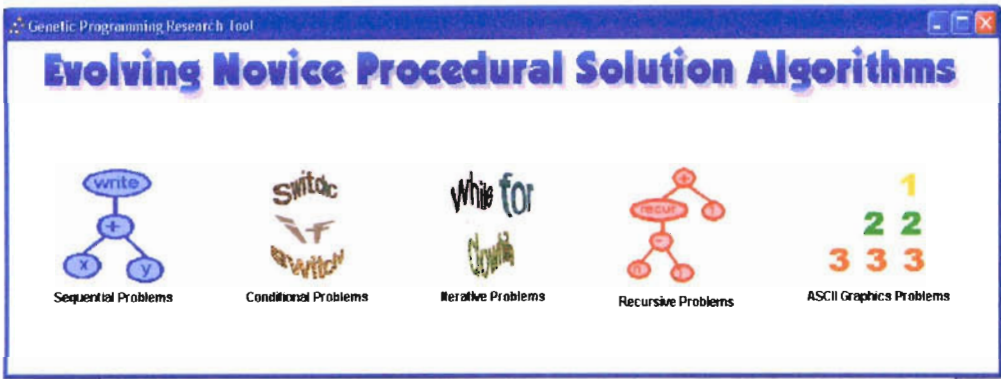 Genetic Programming Research Tool
Evolving Novice Procedural Solution Algorithms
write
+
x y
Switch
IF
While for
+
recur 1
-
n 1
1
2 2
3 3 3
Sequential Problems Conditional Problems Iterative Problems Recursive Problems ASCII Graphics Problems